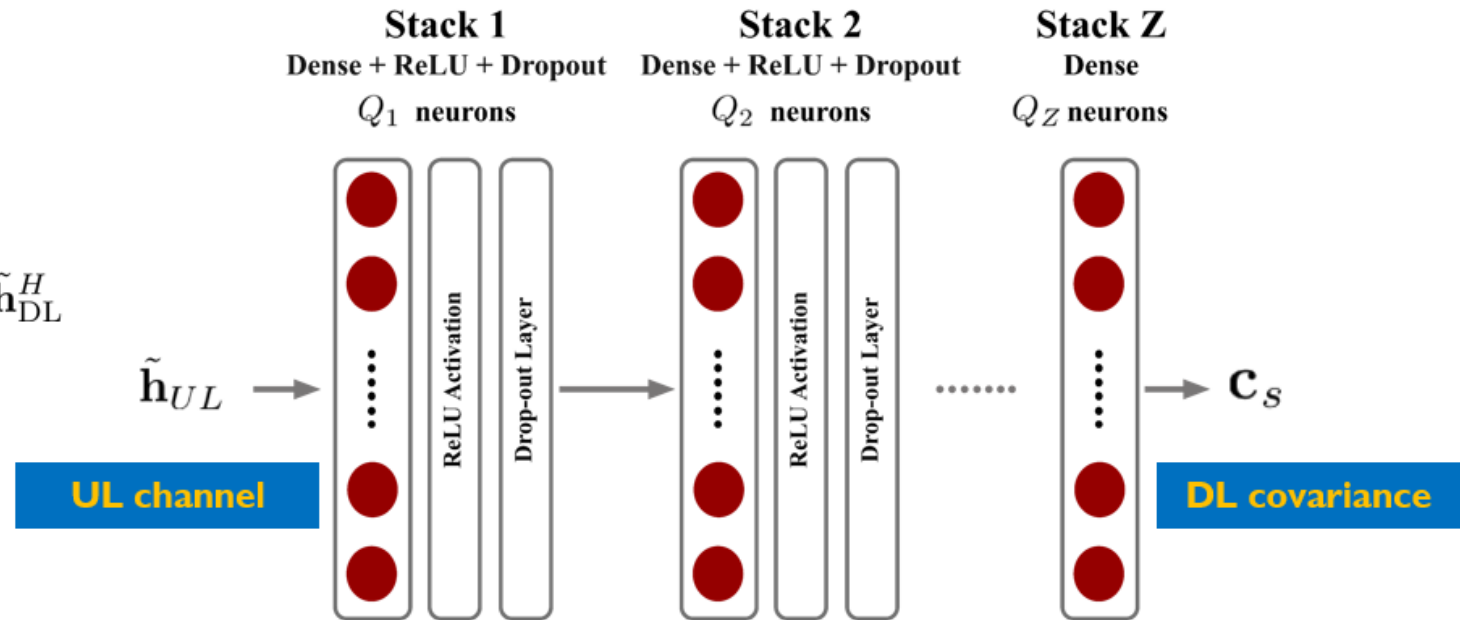 Stack 1
Dense + ReLU + Dropout
Q₁ neurons
Stack 2
Dense + ReLU + Dropout
Q₂ neurons
Stack Z
Dense
Q_Z neurons
h̃^H_DL
h̃_UL
ReLU Activation
Drop-out Layer
ReLU Activation
Drop-out Layer
c_s
UL channel
DL covariance